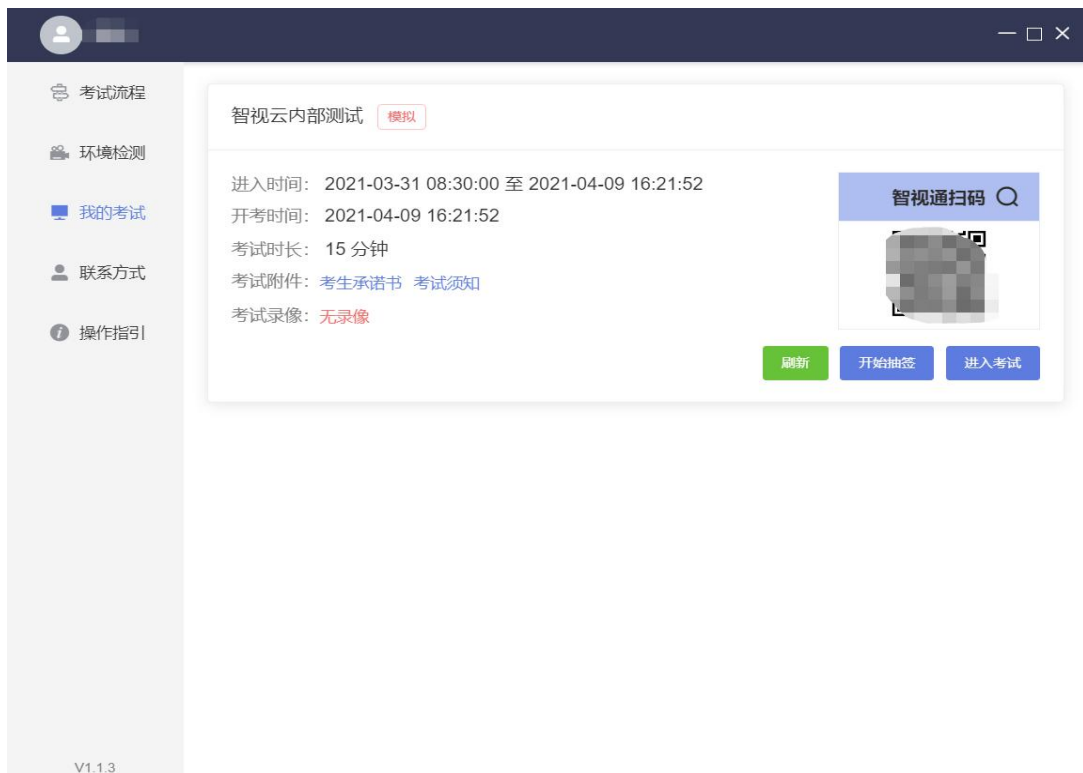 考试流程
环境检测
我的考试
联系方式
操作指引
V1.1.3
智视云内部测试 模拟
进入时间： 2021-03-31 08:30:00 至 2021-04-09 16:21:52
开考时间： 2021-04-09 16:21:52
考试时长： 15 分钟
考试附件： 考生承诺书 考试须知
考试录像： 无录像
智视通扫码
刷新 开始抽签 进入考试